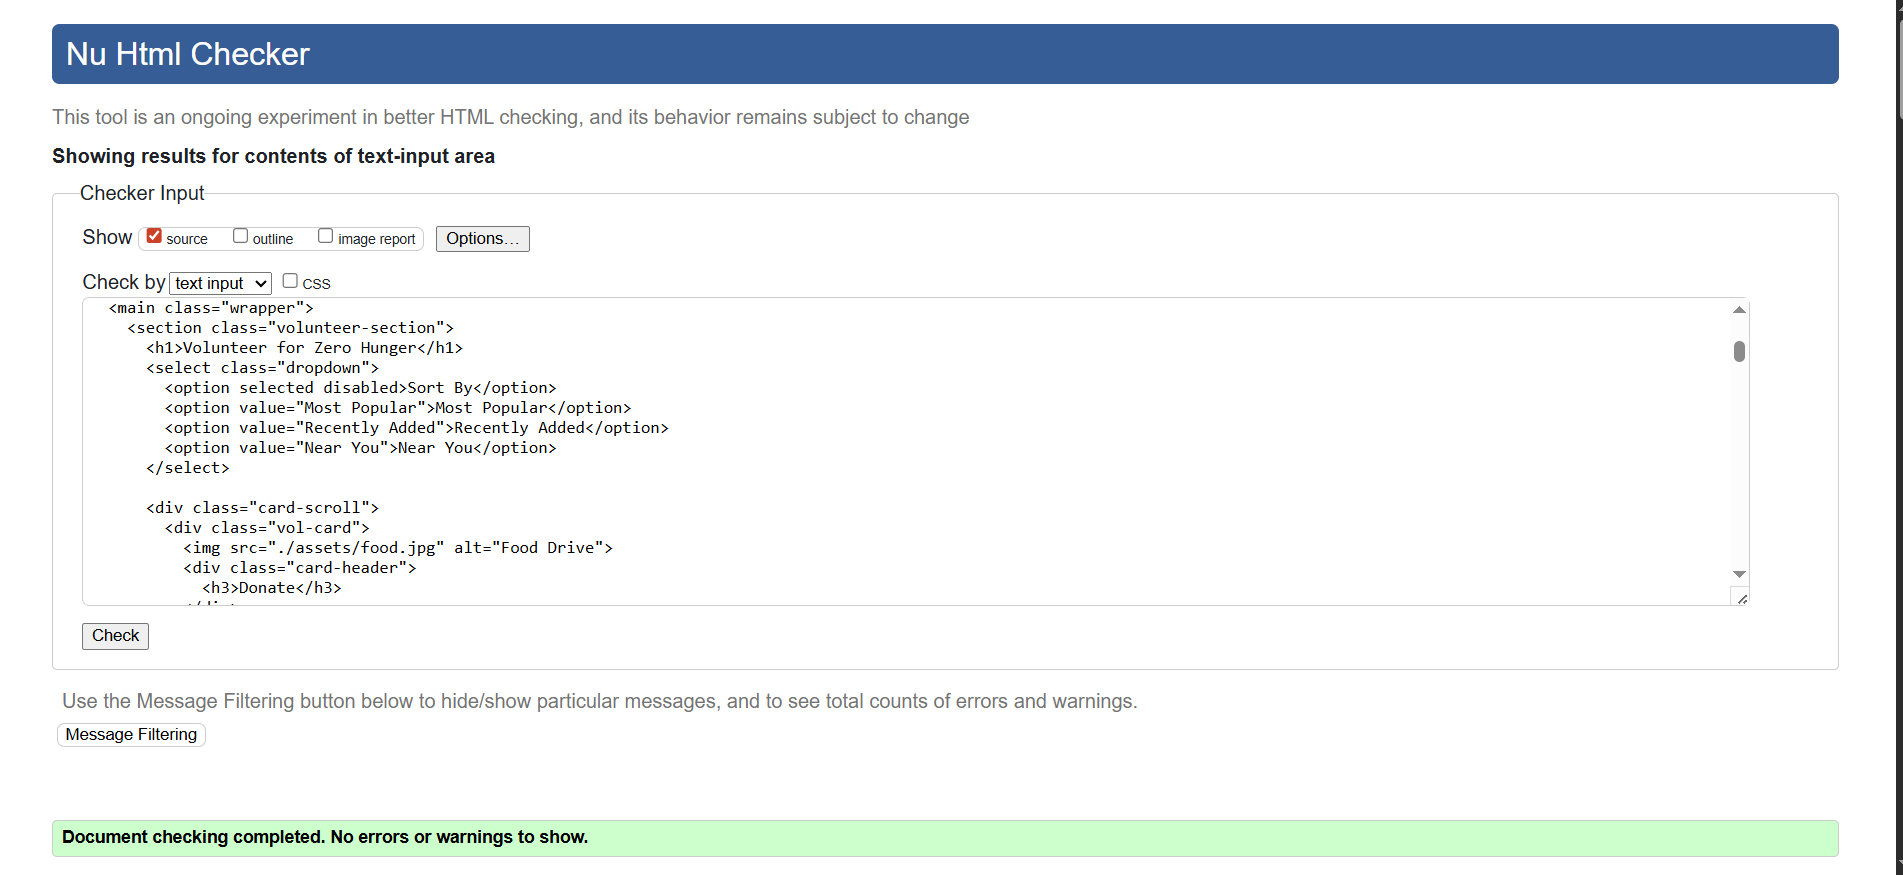 Nu Html Checker
This tool is an ongoing experiment in better HTML checking, and its behavior remains subject to change
Showing results for contents of text-input area
Checker Input
Show source outline image report Options...
Check by text input CSS
<main class="wrapper">
<section class="volunteer-section">
<h1>Volunteer for Zero Hunger</h1>
<select class="dropdown">
<option selected disabled>Sort By</option>
<option value="Most Popular">Most Popular</option>
<option value="Recently Added">Recently Added</option>
<option value="Near You">Near You</option>
</select>
<div class="card-scroll">
<div class="vol-card">
<img src="./assets/food.jpg" alt="Food Drive">
<div class="card-header">
<h3>Donate</h3>
Check
Use the Message Filtering button below to hide/show particular messages, and to see total counts of errors and warnings.
Message Filtering
Document checking completed. No errors or warnings to show.